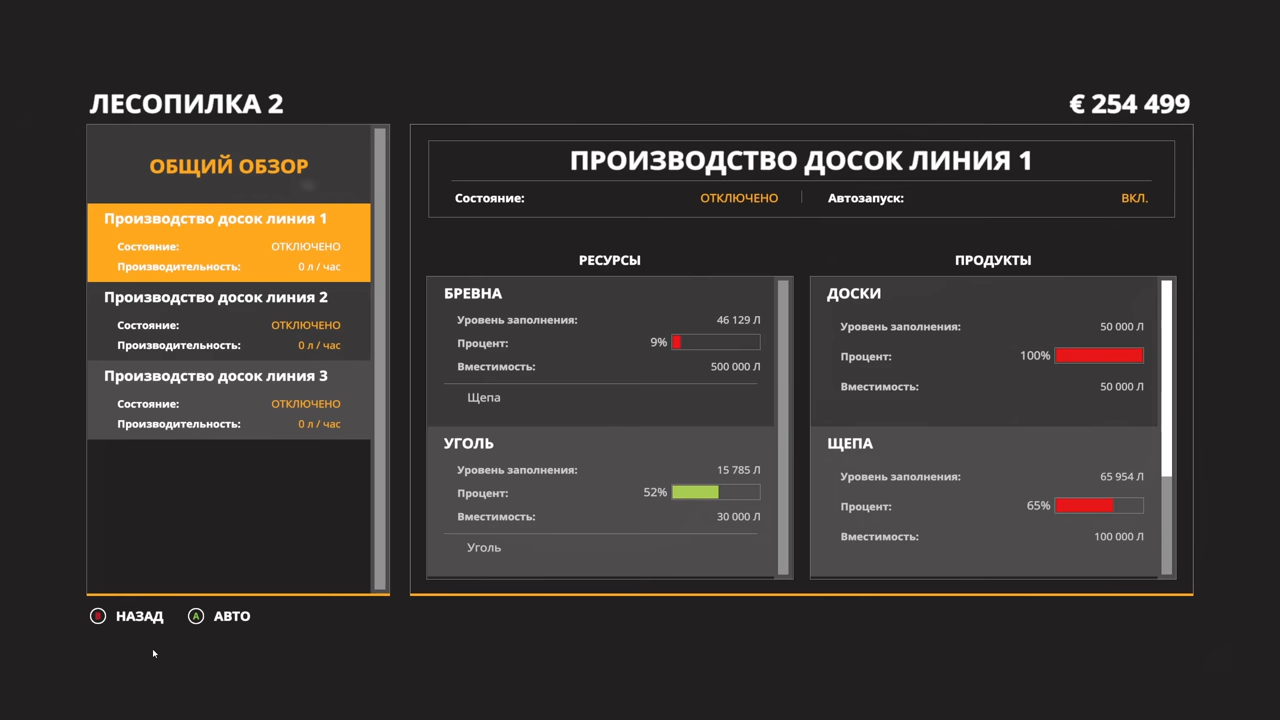 ЛЕСОПИЛКА 2
€ 254 499
ОБЩИЙ ОБЗОР
Производство досок линия 1
Состояние: ОТКЛЮЧЕНО
Производительность: 0 л / час
Производство досок линия 2
Состояние: ОТКЛЮЧЕНО
Производительность: 0 л / час
Производство досок линия 3
Состояние: ОТКЛЮЧЕНО
Производительность: 0 л / час
ПРОИЗВОДСТВО ДОСОК ЛИНИЯ 1
Состояние: ОТКЛЮЧЕНО Автозапуск: ВКЛ.
РЕСУРСЫ
БРЕВНА
Уровень заполнения: 46 129 Л
Процент: 9%
Вместимость: 500 000 Л
Щепа
УГОЛЬ
Уровень заполнения: 15 785 Л
Процент: 52%
Вместимость: 30 000 Л
Уголь
ПРОДУКТЫ
ДОСКИ
Уровень заполнения: 50 000 Л
Процент: 100%
Вместимость: 50 000 Л
ЩЕПА
Уровень заполнения: 65 954 Л
Процент: 65%
Вместимость: 100 000 Л
B НАЗАД A АВТО